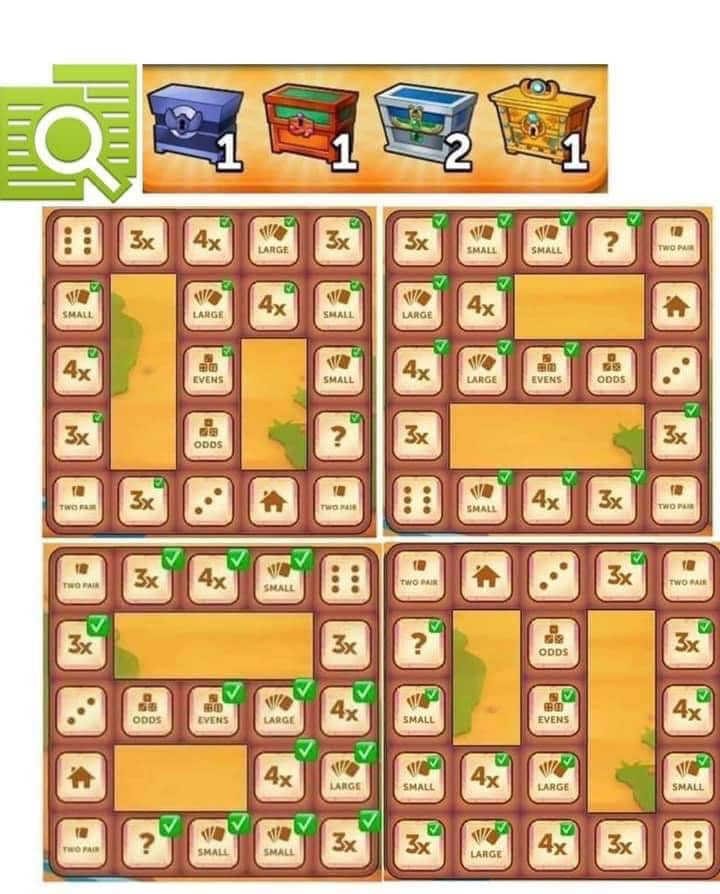 1 1 2 1
3x 4x LARGE 3x
SMALL LARGE 4x SMALL
4x EVENS SMALL
3x ODDS ?
TWO PAIR 3x TWO PAIR
3x SMALL SMALL ? TWO PAIR
LARGE 4x
4x LARGE EVENS ODDS
3x 3x
SMALL 4x 3x TWO PAIR
TWO PAIR 3x 4x SMALL
3x 3x
ODDS EVENS LARGE 4x
4x LARGE
TWO PAIR ? SMALL SMALL 3x
TWO PAIR 3x TWO PAIR
? ODDS 3x
SMALL EVENS 4x
SMALL 4x LARGE SMALL
3x LARGE 4x 3x